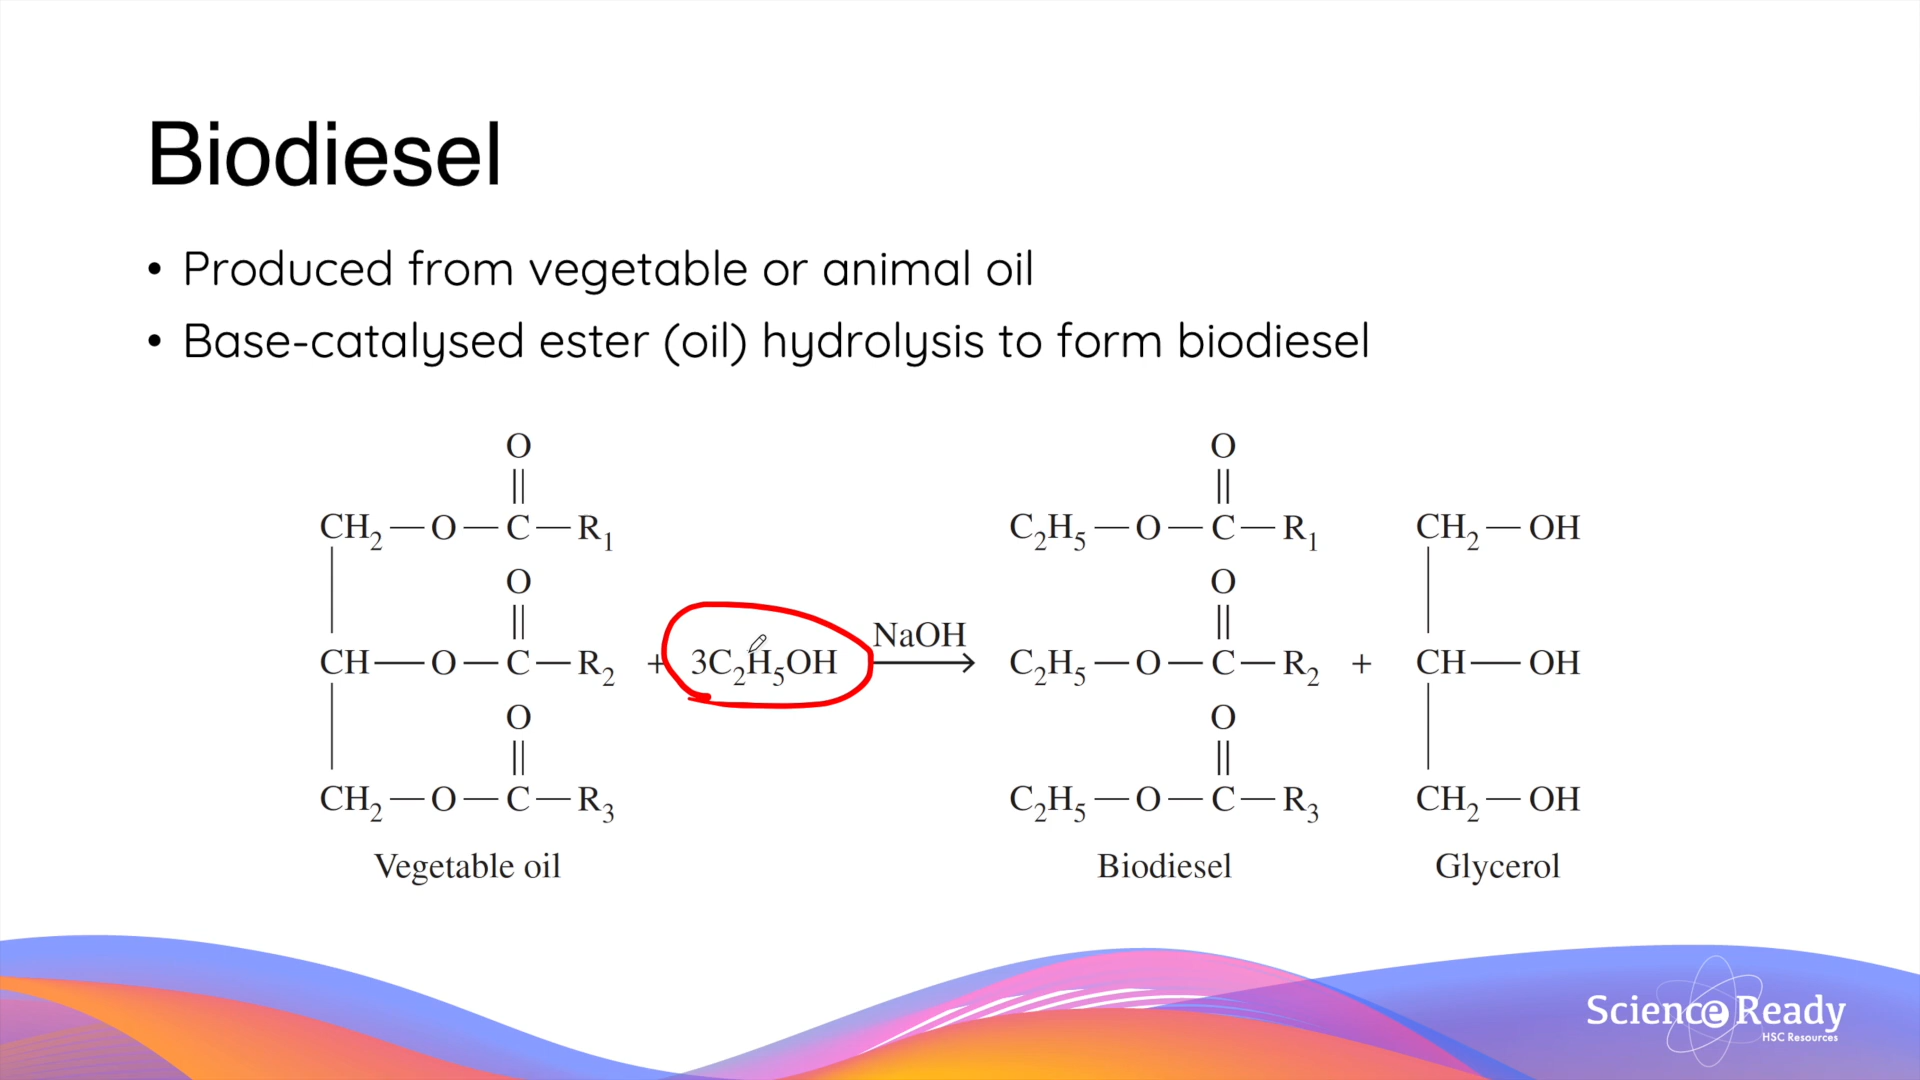 Biodiesel
• Produced from vegetable or animal oil
• Base-catalysed ester (oil) hydrolysis to form biodiesel
O O
CH₂—O—C—R₁ C₂H₅—O—C—R₁ CH₂—OH
O O
NaOH
CH—O—C—R₂ + 3C₂H₅OH C₂H₅—O—C—R₂ + CH—OH
O O
CH₂—O—C—R₃ C₂H₅—O—C—R₃ CH₂—OH
Vegetable oil Biodiesel Glycerol
Science Ready
HSC Resources